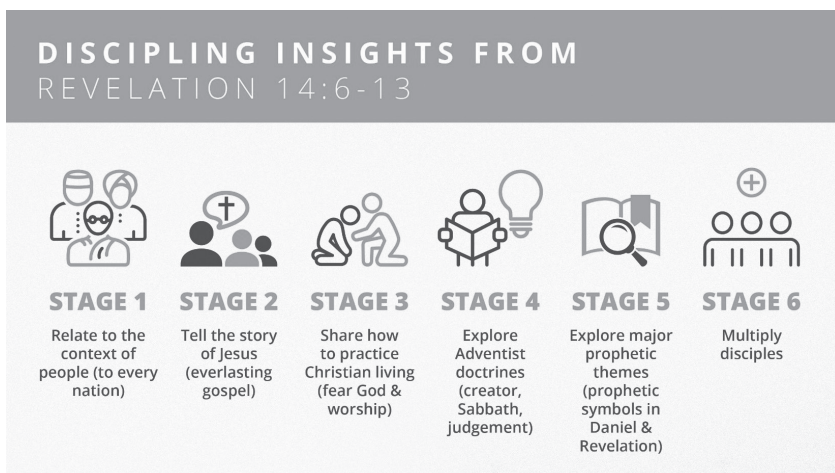 DISCIPLING INSIGHTS FROM
REVELATION 14:6-13
STAGE 1
Relate to the
context of
people (to every
nation)
STAGE 2
Tell the story
of Jesus
(everlasting
gospel)
STAGE 3
Share how
to practice
Christian living
(fear God &
worship)
STAGE 4
Explore
Adventist
doctrines
(creator,
Sabbath,
judgement)
STAGE 5
Explore major
prophetic
themes
(prophetic
symbols in
Daniel &
Revelation)
STAGE 6
Multiply
disciples